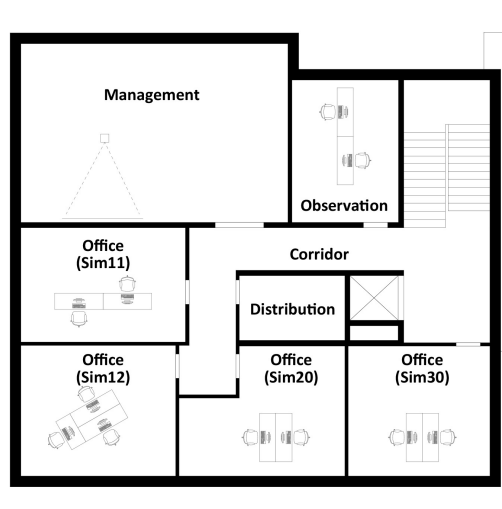 Management
Observation
Office
(Sim11)
Corridor
Distribution
Office
(Sim12)
Office
(Sim20)
Office
(Sim30)